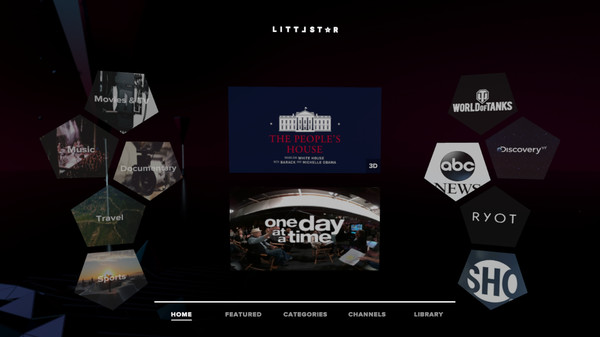 LITTLSTAR
Movies & TV
Music
Documentary
Travel
Sports
THE PEOPLE'S
HOUSE
INSIDE THE WHITE HOUSE
WITH BARACK AND MICHELLE OBAMA
3D
one day
at a time
WORLD OF TANKS
Discovery VR
abc
NEWS
RYOT
SHO
HOME
FEATURED
CATEGORIES
CHANNELS
LIBRARY